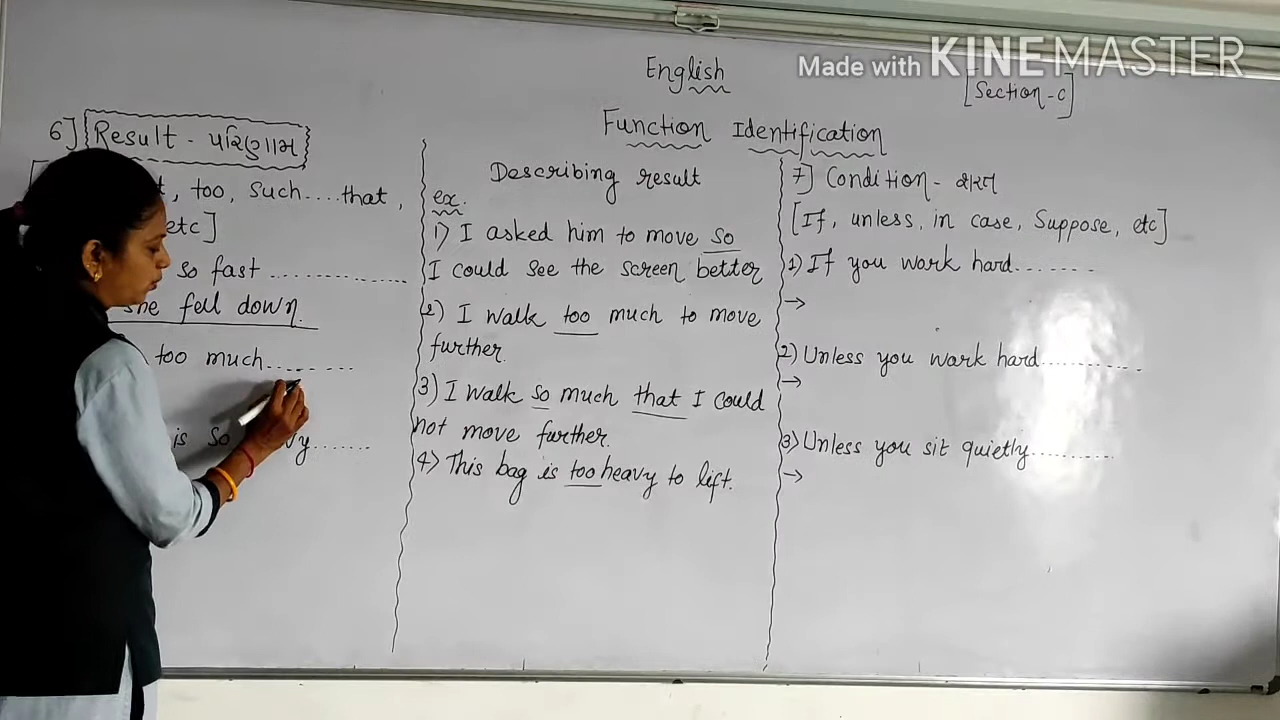 Made with KINEMASTER
English
[Section-C]
Function Identification
6] Result - પરિણામ
too, such....that,
etc]
so fast ..................
she fell down.
too much.............
is so ........
Describing result
ex.
1) I asked him to move so
I could see the screen better
2) I walk too much to move
further.
3) I walk so much that I could
not move further.
4) This bag is too heavy to lift.
7) Condition - શરત
[If, unless, in case, Suppose, etc]
1) If you work hard........
→
2) Unless you work hard..............
→
3) Unless you sit quietly............
→